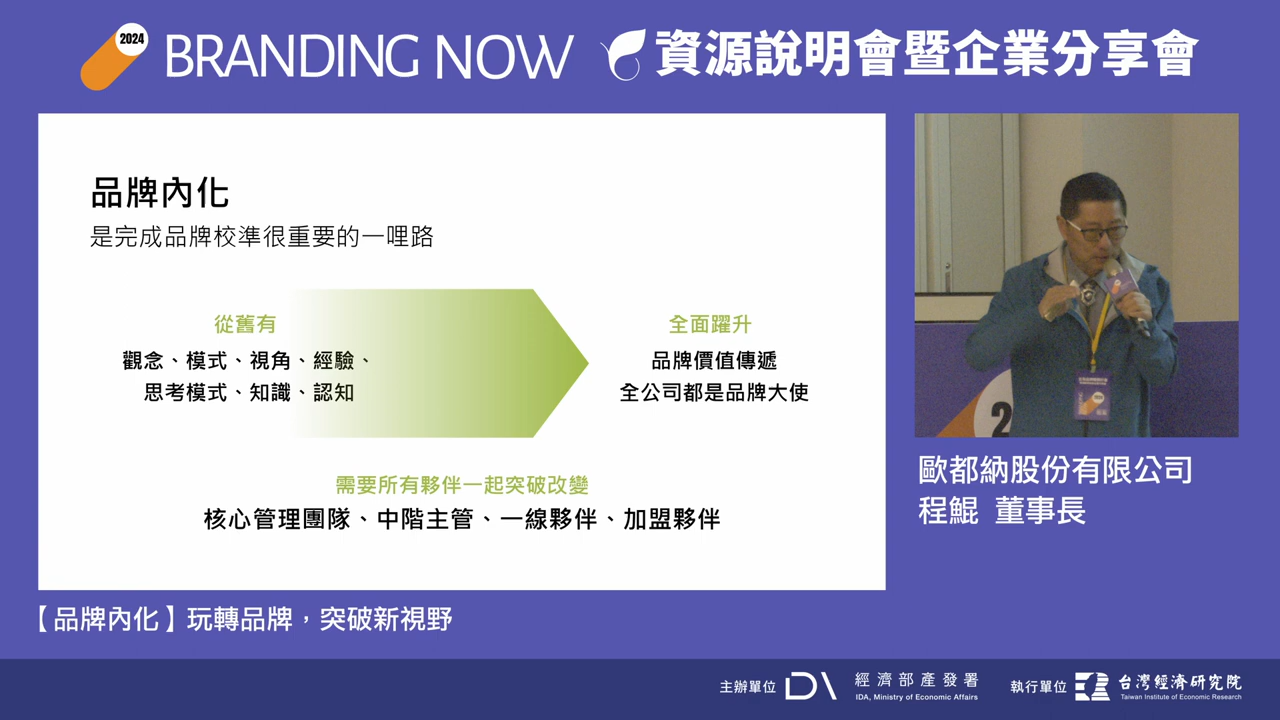 2024 BRANDING NOW 資源說明會暨企業分享會
品牌內化
是完成品牌校準很重要的一哩路
從舊有
觀念、模式、視角、經驗、
思考模式、知識、認知
全面躍升
品牌價值傳遞
全公司都是品牌大使
需要所有夥伴一起突破改變
核心管理團隊、中階主管、一線夥伴、加盟夥伴
歐都納股份有限公司
程鯤 董事長
【品牌內化】玩轉品牌，突破新視野
主辦單位 經濟部產業發展署
IDA, Ministry of Economic Affairs
執行單位 台灣經濟研究院
Taiwan Institute of Economic Research